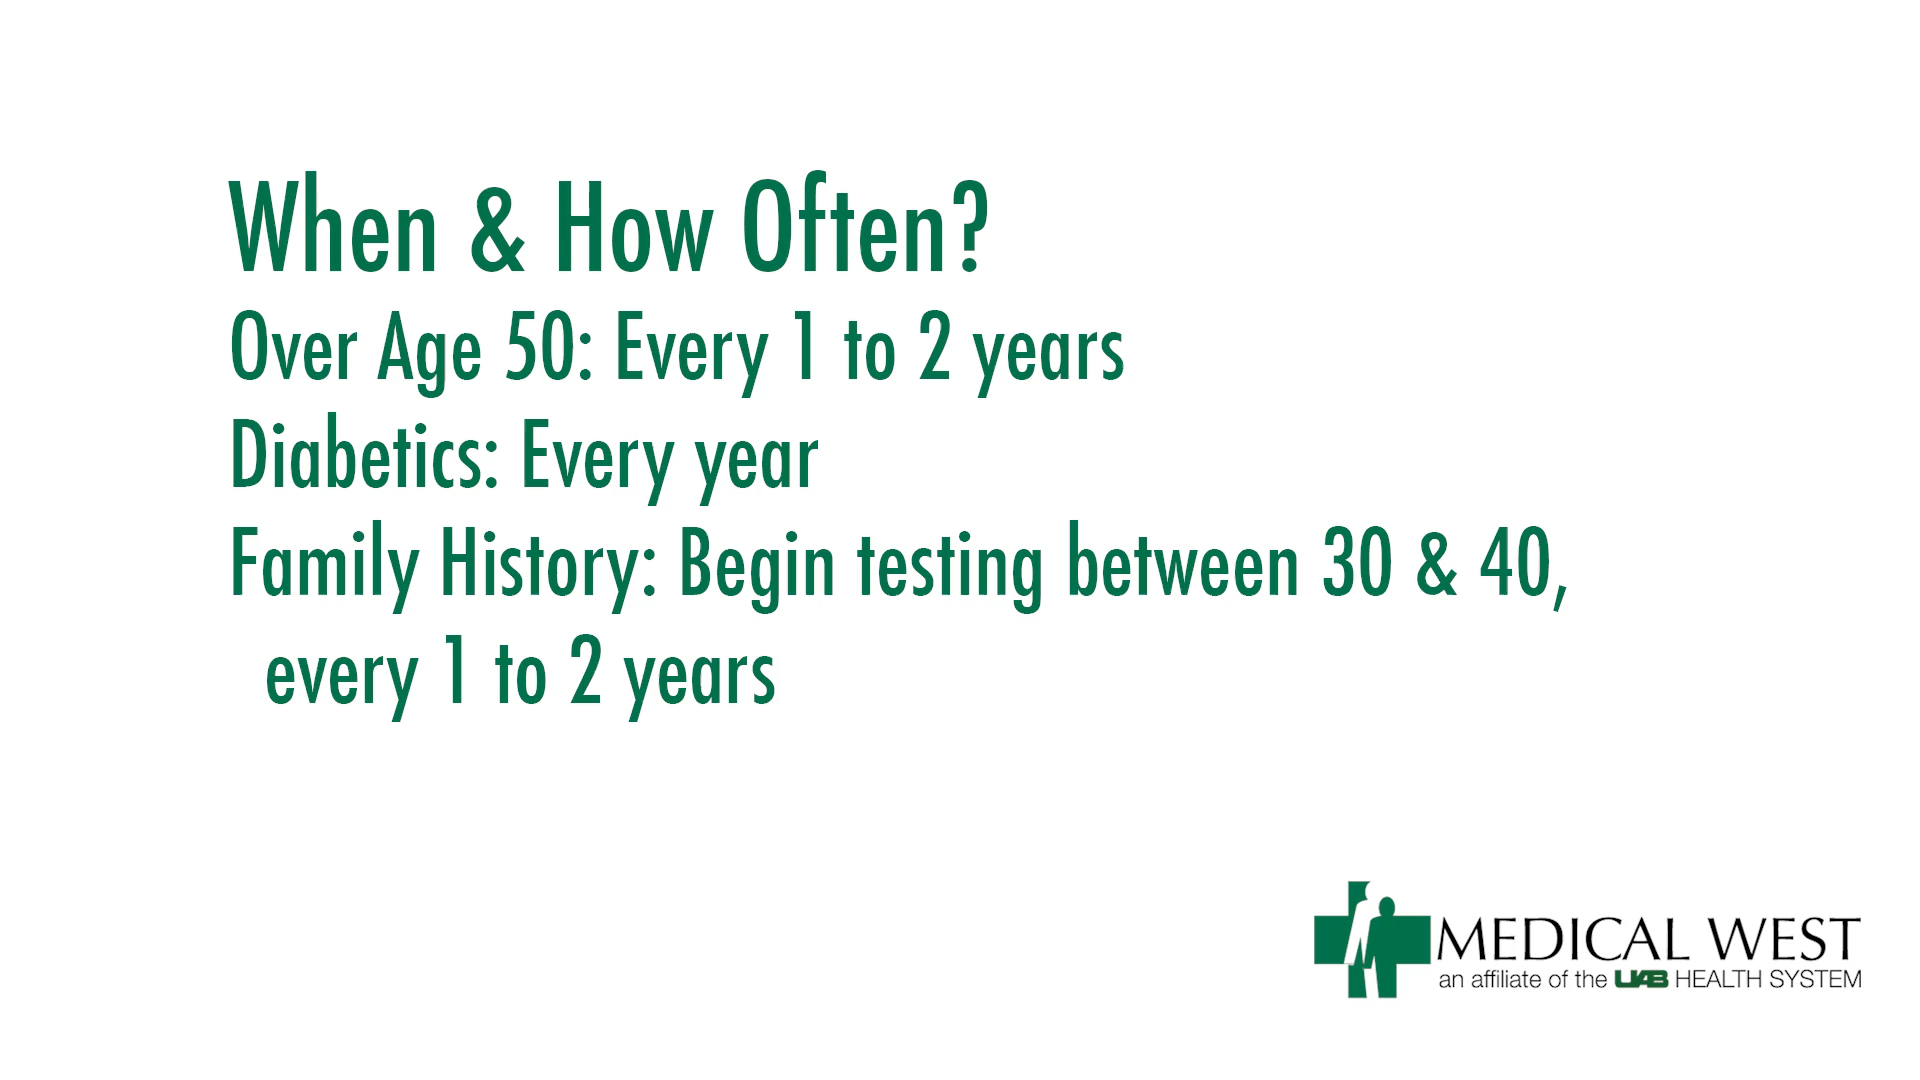 When & How Often?
Over Age 50: Every 1 to 2 years
Diabetics: Every year
Family History: Begin testing between 30 & 40,
every 1 to 2 years
MEDICAL WEST
an affiliate of the UAB HEALTH SYSTEM